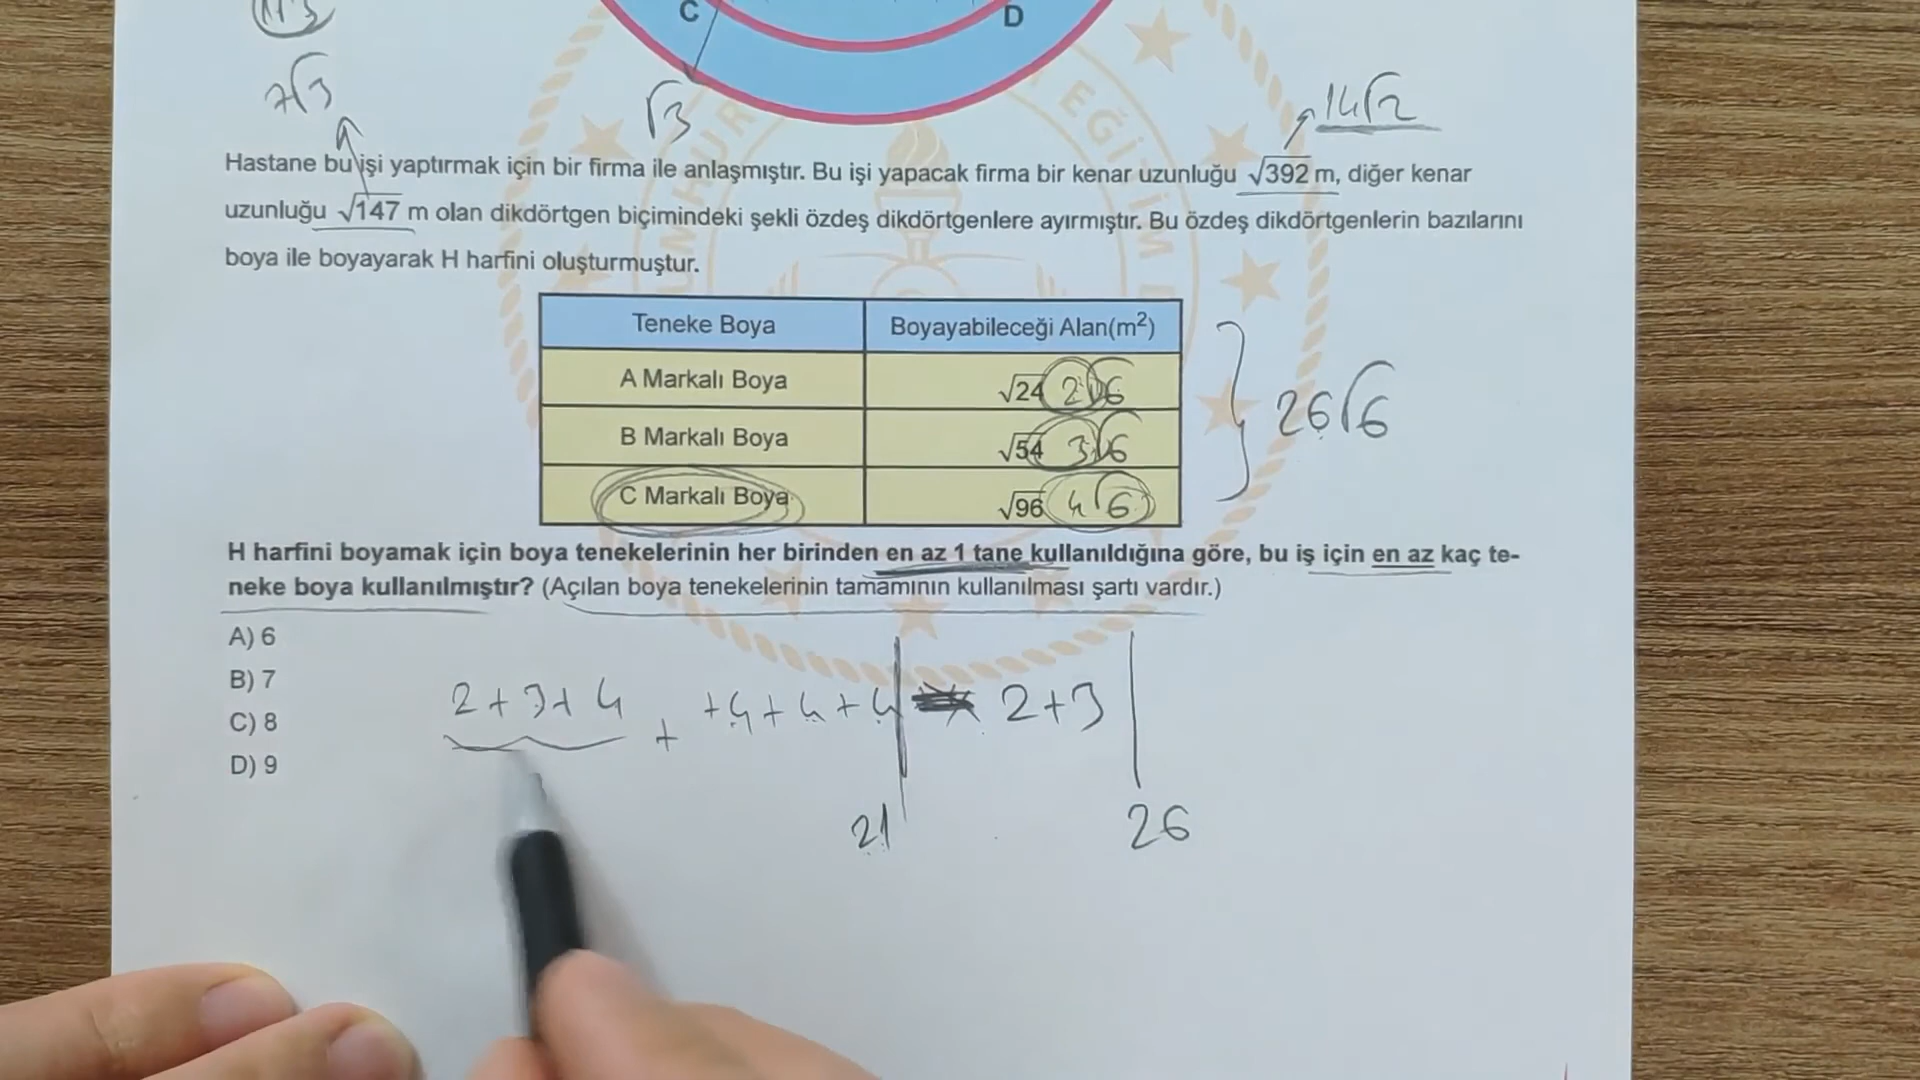 C
D
7√3
√3
14√2
Hastane bu işi yaptırmak için bir firma ile anlaşmıştır. Bu işi yapacak firma bir kenar uzunluğu √392 m, diğer kenar
uzunluğu √147 m olan dikdörtgen biçimindeki şekli özdeş dikdörtgenlere ayırmıştır. Bu özdeş dikdörtgenlerin bazılarını
boya ile boyayarak H harfini oluşturmuştur.
Teneke Boya Boyayabileceği Alan(m²)
A Markalı Boya √24 2√6
B Markalı Boya √54 3√6
C Markalı Boya √96 4√6
26√6
H harfini boyamak için boya tenekelerinin her birinden en az 1 tane kullanıldığına göre, bu iş için en az kaç te-
neke boya kullanılmıştır? (Açılan boya tenekelerinin tamamının kullanılması şartı vardır.)
A) 6
B) 7
C) 8
D) 9
2+3+4 + +4+4+4 2+3
21 26
EĞİTİM